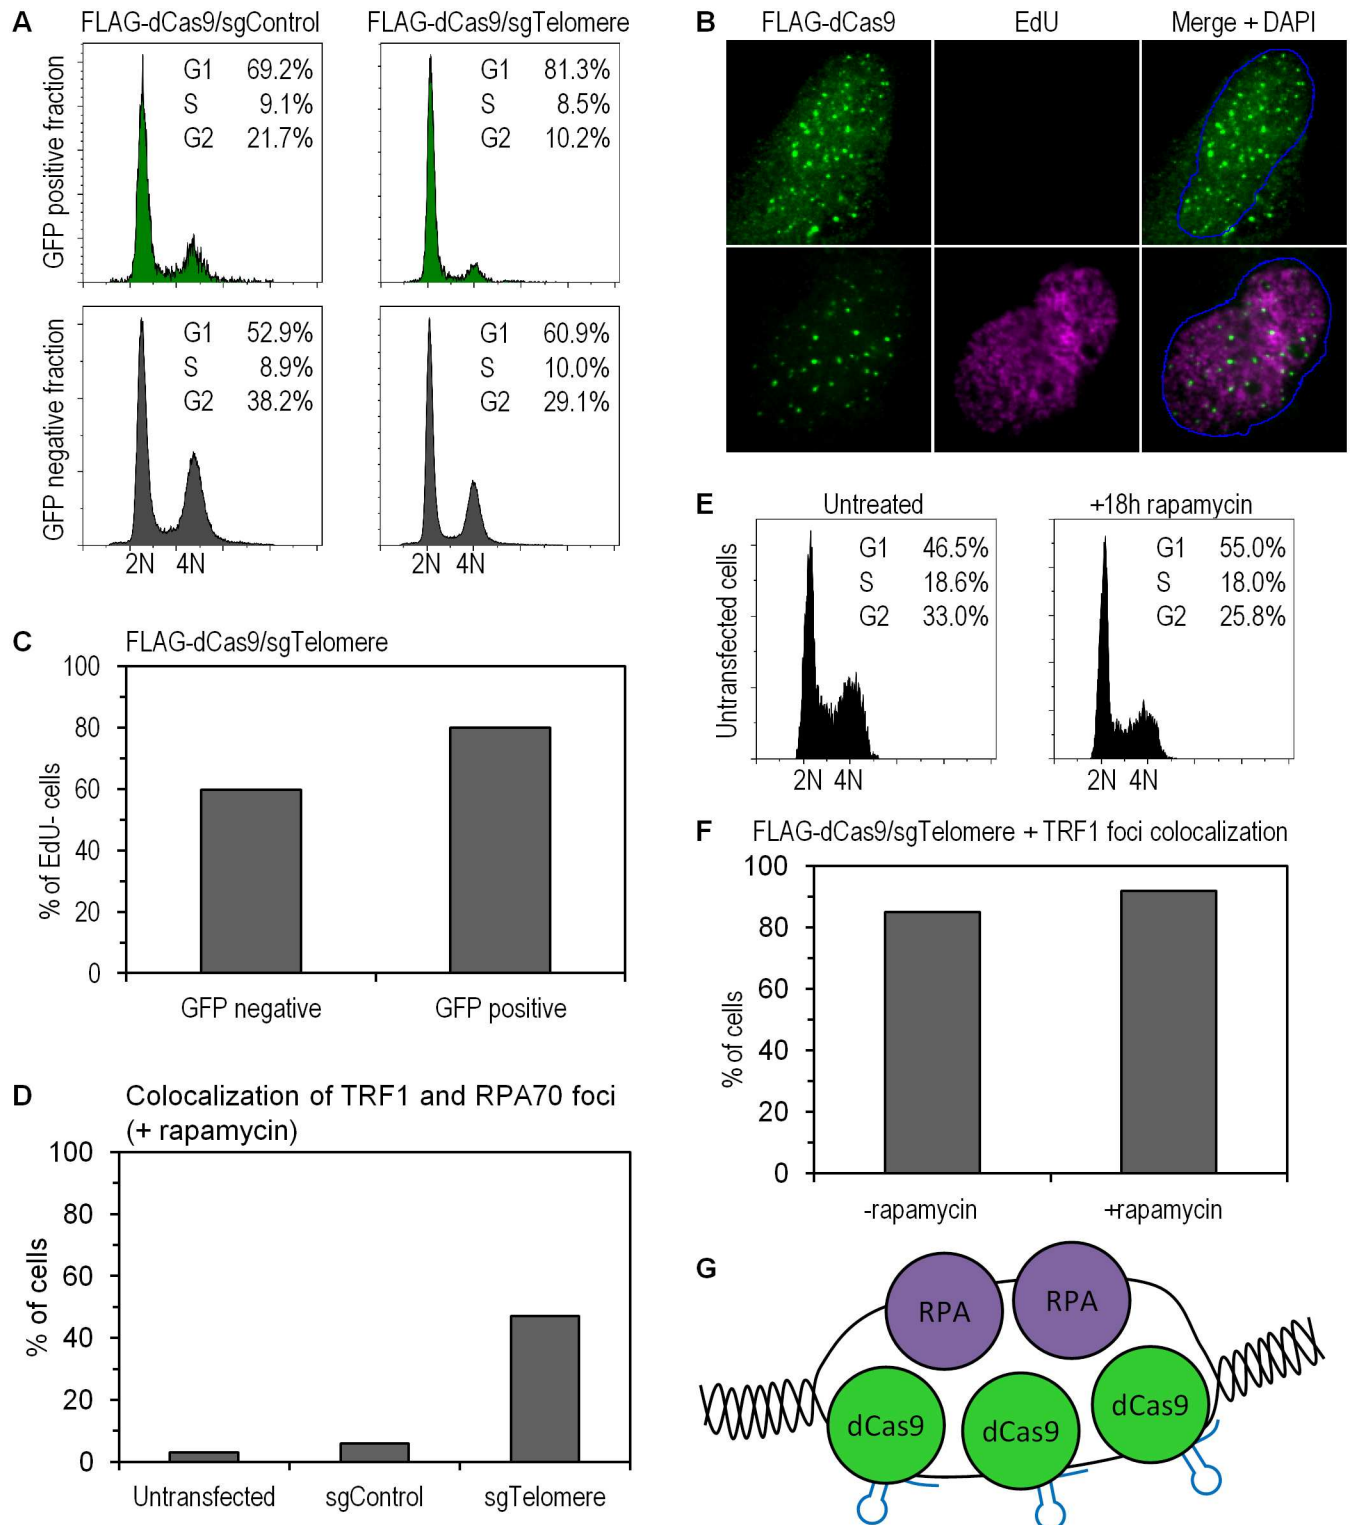 A
FLAG-dCas9/sgControl
FLAG-dCas9/sgTelomere
GFP positive fraction
G1 69.2%
S 9.1%
G2 21.7%
G1 81.3%
S 8.5%
G2 10.2%
GFP negative fraction
G1 52.9%
S 8.9%
G2 38.2%
G1 60.9%
S 10.0%
G2 29.1%
2N 4N
2N 4N
B
FLAG-dCas9
EdU
Merge + DAPI
C
FLAG-dCas9/sgTelomere
% of EdU- cells
100
80
60
40
20
0
GFP negative
GFP positive
D
Colocalization of TRF1 and RPA70 foci
(+ rapamycin)
% of cells
100
80
60
40
20
0
Untransfected
sgControl
sgTelomere
E
Untreated
+18h rapamycin
Untransfected cells
G1 46.5%
S 18.6%
G2 33.0%
G1 55.0%
S 18.0%
G2 25.8%
2N 4N
2N 4N
F
FLAG-dCas9/sgTelomere + TRF1 foci colocalization
% of cells
100
80
60
40
20
0
-rapamycin
+rapamycin
G
RPA
RPA
dCas9
dCas9
dCas9